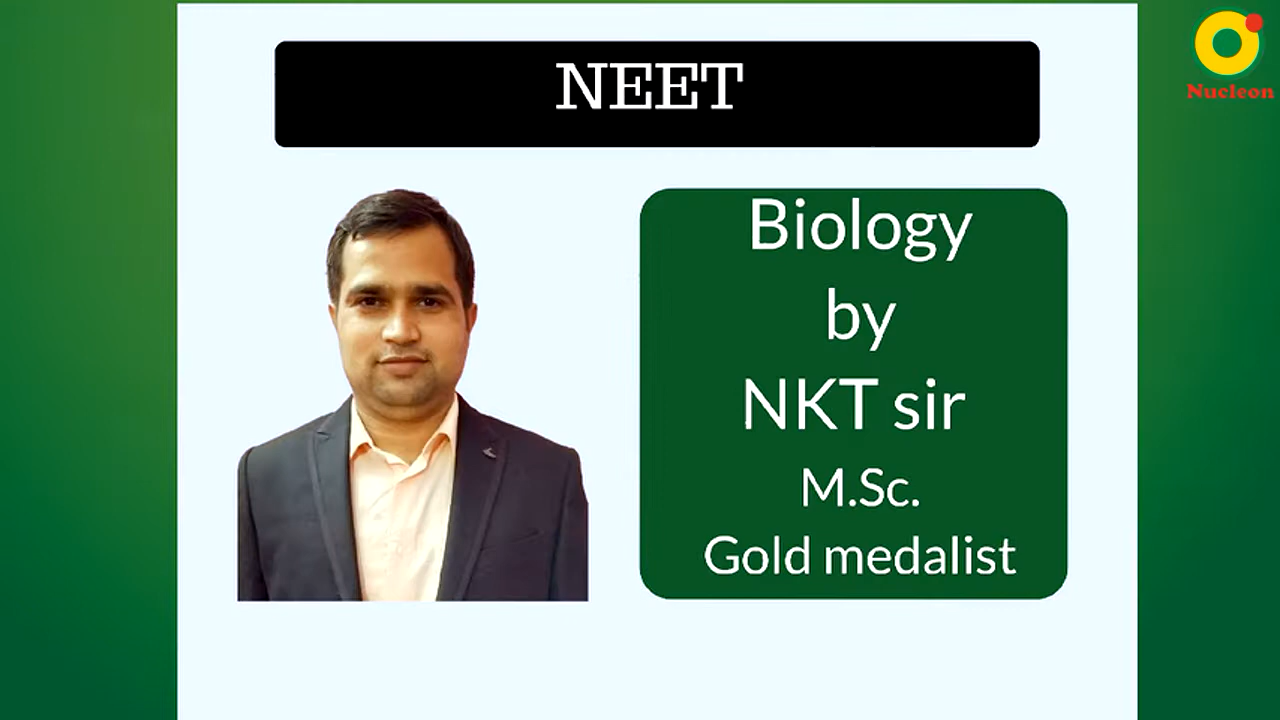 NEET
Nucleon
Biology
by
NKT sir
M.Sc.
Gold medalist